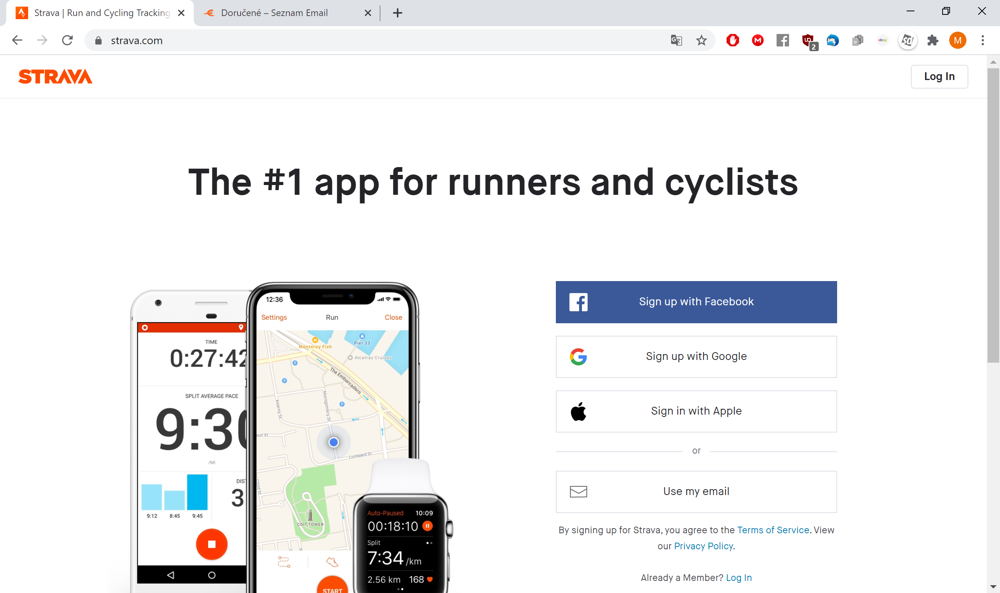 Strava | Run and Cycling Tracking
Doručené – Seznam Email
strava.com
2
ebay
sd
M
STRAVA
Log In
The #1 app for runners and cyclists
TIME
0:27:42
SPLIT AVERAGE PACE
9:30
/MI
9:12
8:45
9:45
DIST
3
12:36
Settings
Run
Close
Monterey Fish
Pier 33
Alcatraz Cruises
The Embarcadero
Kearny St
Montgomery St
nut St
Lombard St
Child St
COIT TOWER
START
Auto-Paused 10:09
00:18:10
Split
7:34 /km
2.56 km 168
Sign up with Facebook
Sign up with Google
Sign in with Apple
or
Use my email
By signing up for Strava, you agree to the Terms of Service. View
our Privacy Policy.
Already a Member? Log In